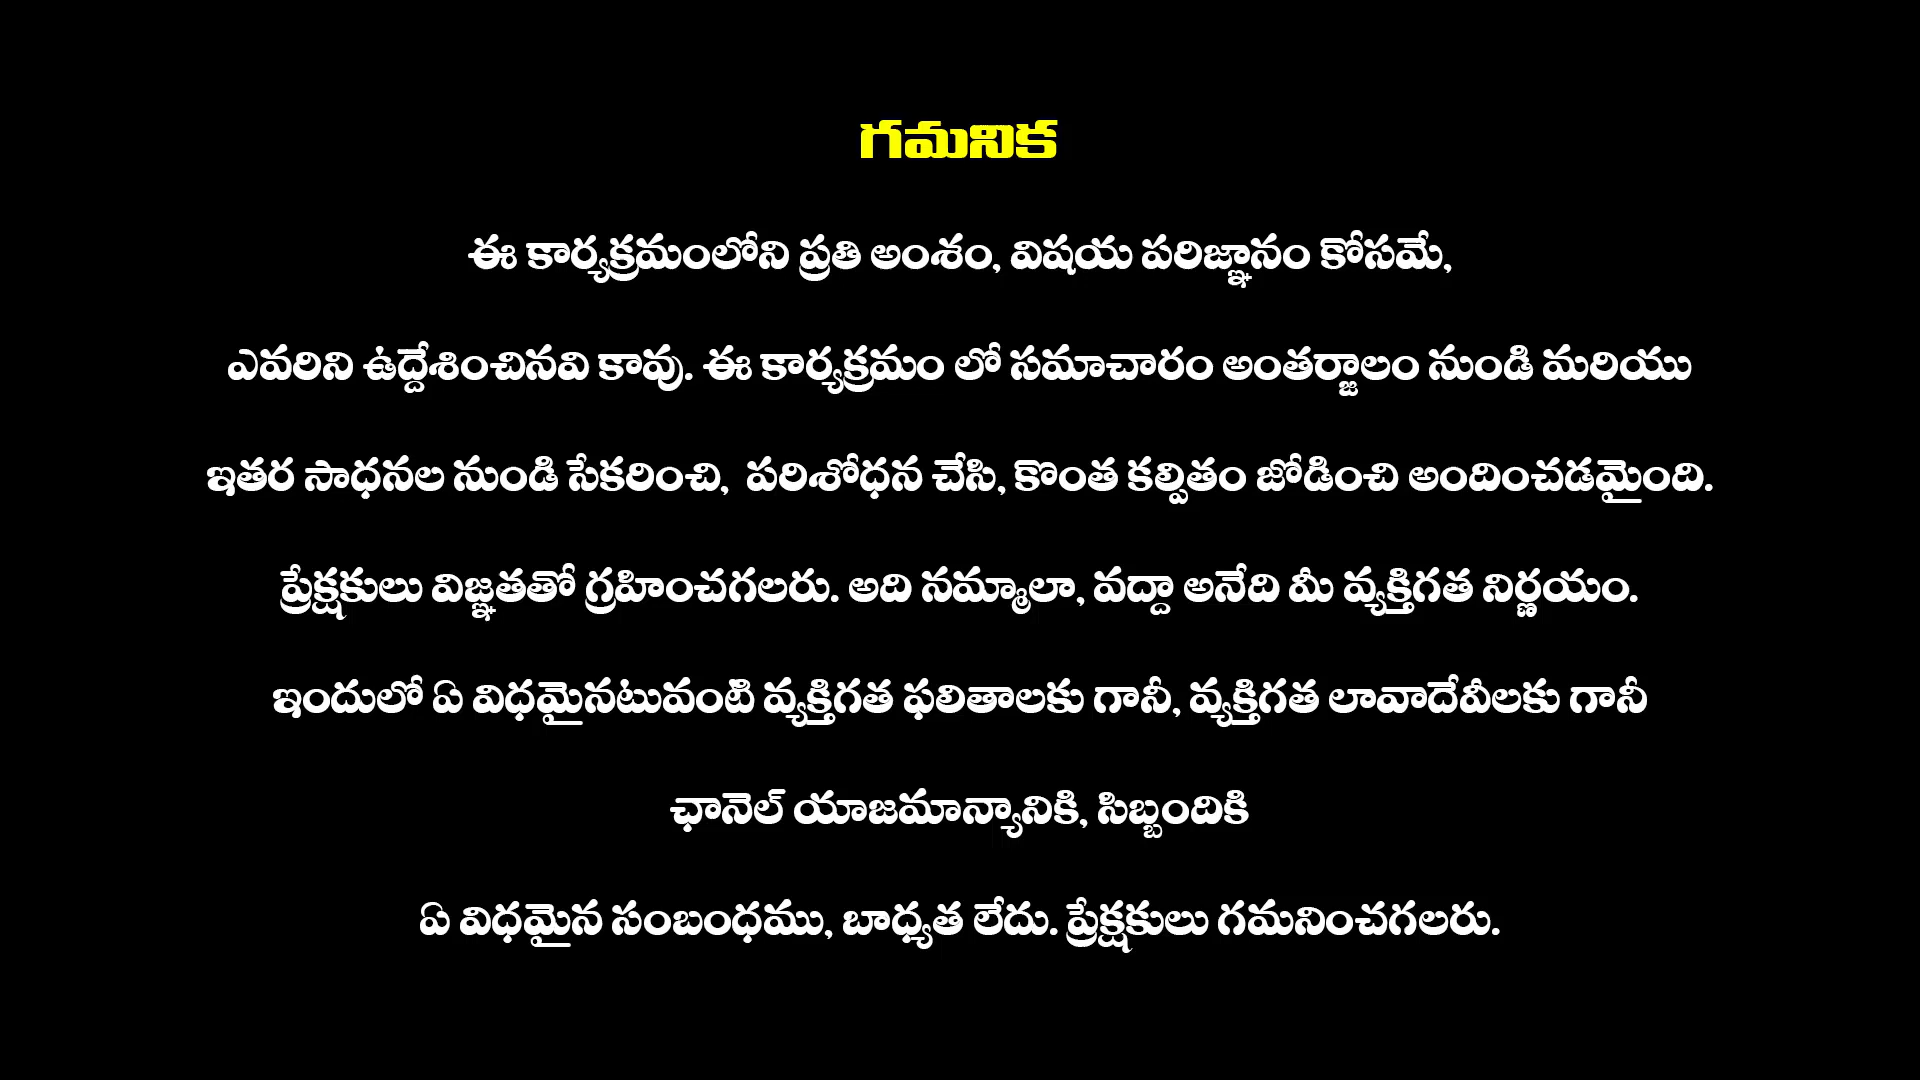 గమనిక
ఈ కార్యక్రమంలోని ప్రతి అంశం, విషయ పరిజ్ఞానం కోసమే,
ఎవరిని ఉద్దేశించినవి కావు. ఈ కార్యక్రమం లో సమాచారం అంతర్జాలం నుండి మరియు
ఇతర సాధనల నుండి సేకరించి, పరిశోధన చేసి, కొంత కల్పితం జోడించి అందించడమైంది.
ప్రేక్షకులు విజ్ఞతతో గ్రహించగలరు. అది నమ్మాలా, వద్దా అనేది మీ వ్యక్తిగత నిర్ణయం.
ఇందులో ఏ విధమైనటువంటి వ్యక్తిగత ఫలితాలకు గానీ, వ్యక్తిగత లావాదేవీలకు గానీ
ఛానెల్ యాజమాన్యానికి, సిబ్బందికి
ఏ విధమైన సంబంధము, బాధ్యత లేదు. ప్రేక్షకులు గమనించగలరు.